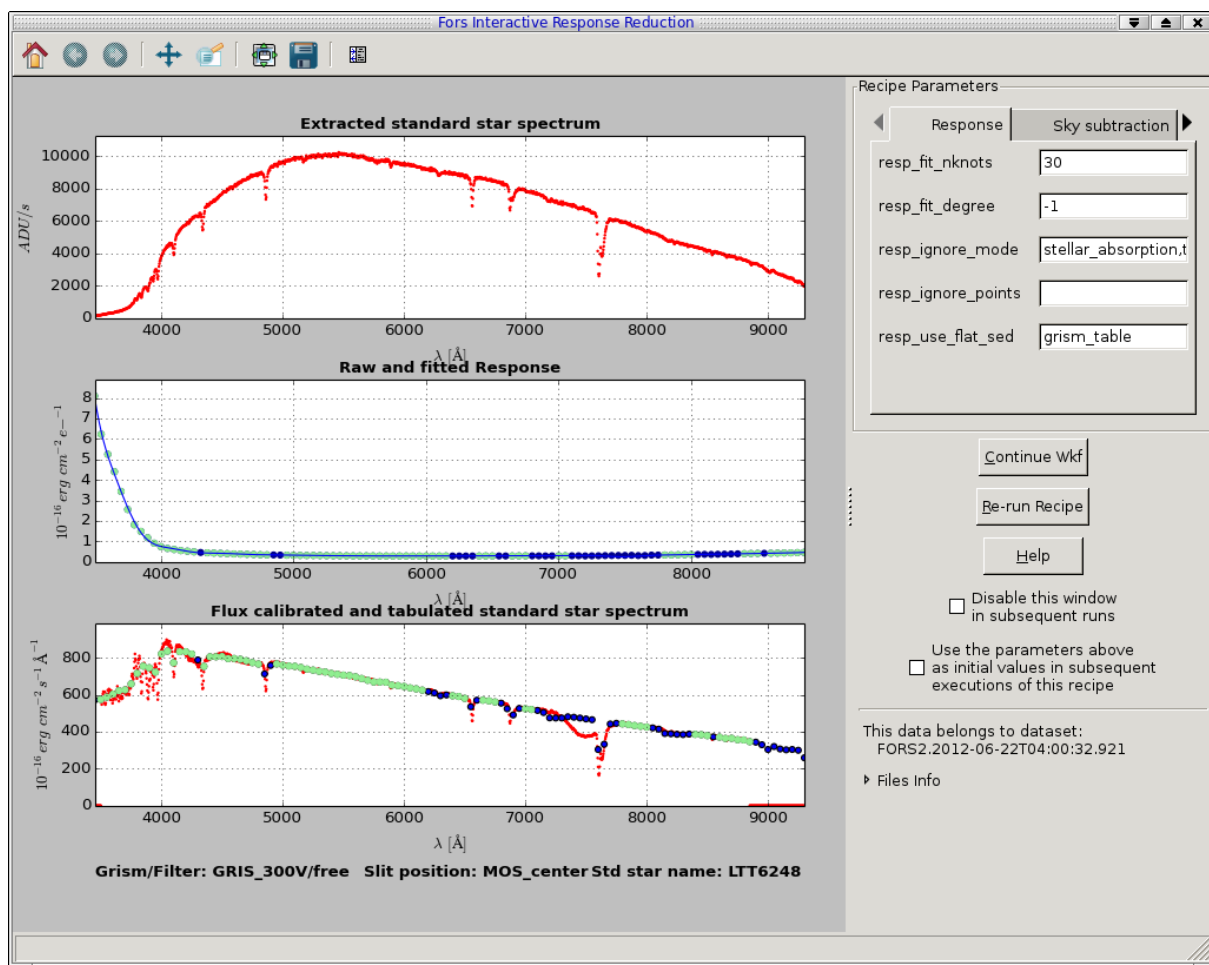 Fors Interactive Response Reduction
Extracted standard star spectrum
10000
8000
6000
4000
2000
0
ADU/s
4000 5000 6000 7000 8000 9000
λ [Å]
Raw and fitted Response
8
7
6
5
4
3
2
1
0
10^{-16} erg cm^{-2} e−^{-1}
4000 5000 6000 7000 8000
λ [Å]
Flux calibrated and tabulated standard star spectrum
800
600
400
200
0
10^{-16} erg cm^{-2} s^{-1} Å^{-1}
4000 5000 6000 7000 8000 9000
λ [Å]
Grism/Filter: GRIS_300V/free Slit position: MOS_center Std star name: LTT6248
Recipe Parameters
Response Sky subtraction
resp_fit_nknots 30
resp_fit_degree -1
resp_ignore_mode stellar_absorption,t
resp_ignore_points
resp_use_flat_sed grism_table
Continue Wkf
Re-run Recipe
Help
Disable this window
in subsequent runs
Use the parameters above
as initial values in subsequent
executions of this recipe
This data belongs to dataset:
FORS2.2012-06-22T04:00:32.921
Files Info